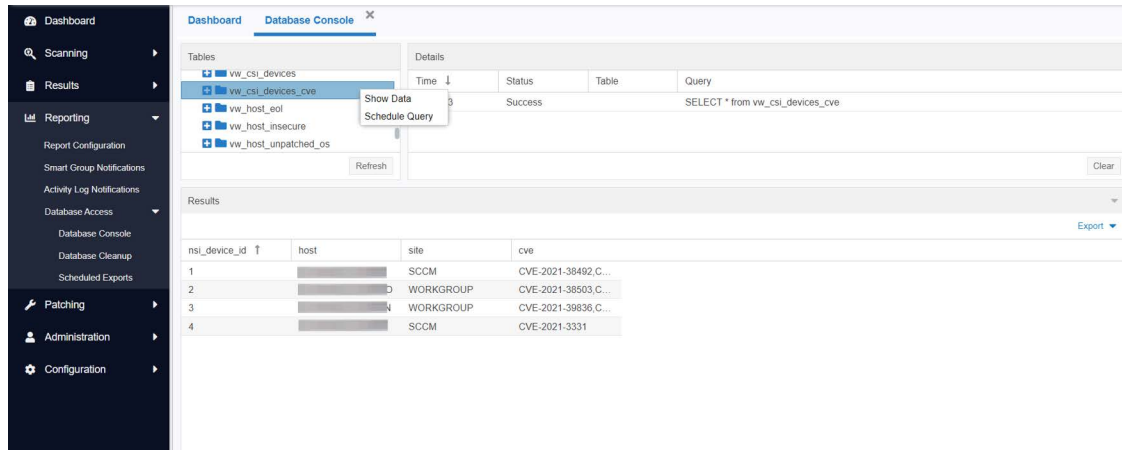 Dashboard
Scanning
Results
Reporting
Report Configuration
Smart Group Notifications
Activity Log Notifications
Database Access
Database Console
Database Cleanup
Scheduled Exports
Patching
Administration
Configuration
Dashboard Database Console
Tables
vw_csi_devices
vw_csi_devices_cve
vw_host_eol
vw_host_insecure
vw_host_unpatched_os
Refresh
Show Data
Schedule Query
Details
Time Status Table Query
3 Success SELECT * from vw_csi_devices_cve
Clear
Results
Export
nsi_device_id host site cve
1 SCCM CVE-2021-38492,C...
2 WORKGROUP CVE-2021-38503,C...
3 WORKGROUP CVE-2021-39836,C...
4 SCCM CVE-2021-3331